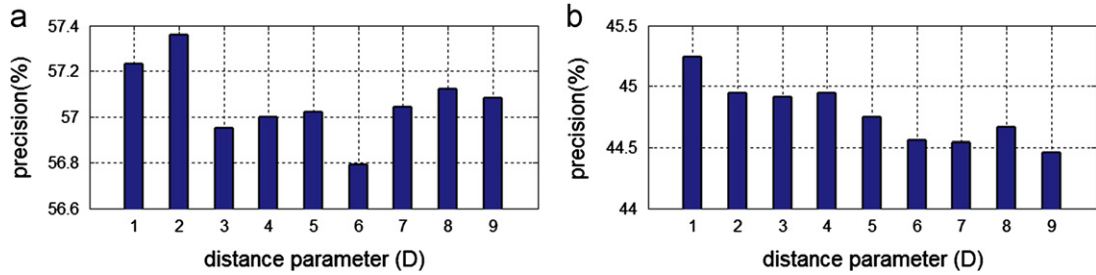 a
57.4
57.2
57
56.8
56.6
precision(%)
1 2 3 4 5 6 7 8 9
distance parameter (D)
b
45.5
45
44.5
44
precision(%)
1 2 3 4 5 6 7 8 9
distance parameter (D)